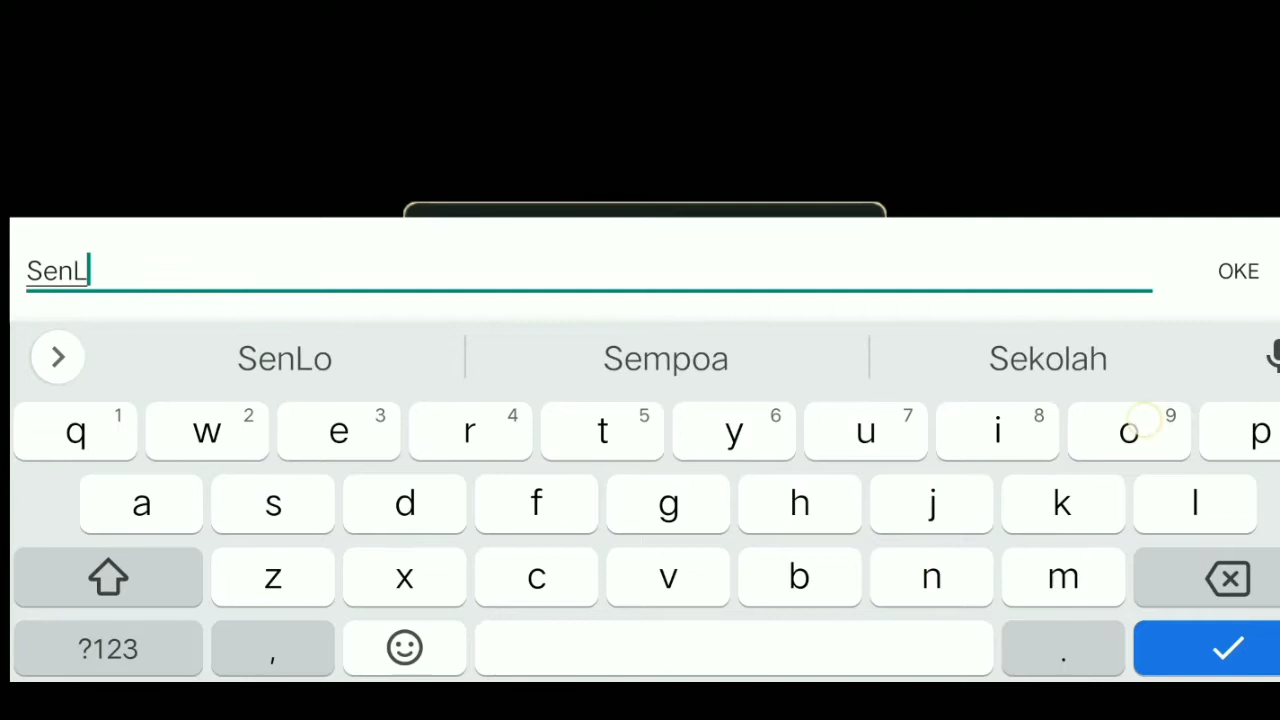 SenL
OKE
SenLo Sempoa Sekolah
q 1 w 2 e 3 r 4 t 5 y 6 u 7 i 8 o 9 p
a s d f g h j k l
z x c v b n m
?123 , .